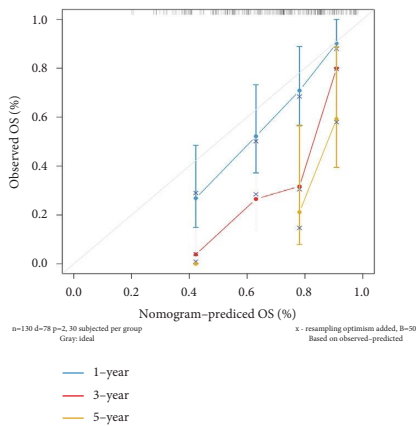 1.0
0.8
0.6
0.4
0.2
0.0
Observed OS (%)
0.0 0.2 0.4 0.6 0.8 1.0
Nomogram–prediced OS (%)
n=130 d=78 p=2, 30 subjected per group
Gray: ideal
x - resampling optimism added, B=50
Based on observed–predicted
1–year
3–year
5–year